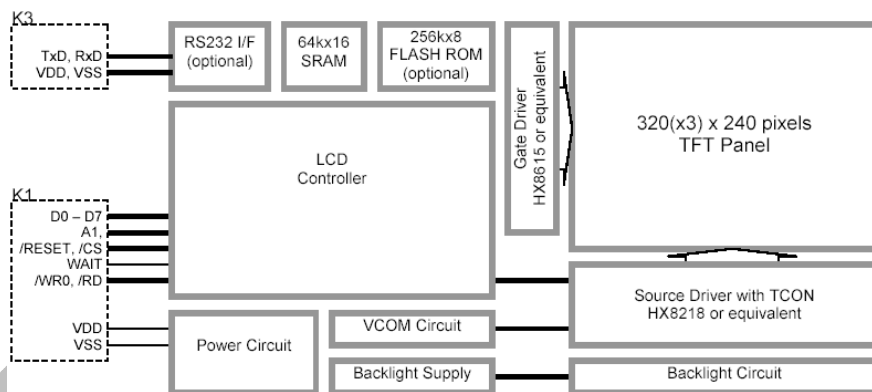 K3
TxD, RxD
VDD, VSS
RS232 I/F
(optional)
64kx16
SRAM
256kx8
FLASH ROM
(optional)
Gate Driver
HX8615 or equivalent
320(x3) x 240 pixels
TFT Panel
LCD
Controller
K1
D0 – D7
A1,
/RESET, /CS
WAIT
/WR0, /RD
VDD
VSS
Source Driver with TCON
HX8218 or equivalent
Power Circuit
VCOM Circuit
Backlight Supply
Backlight Circuit